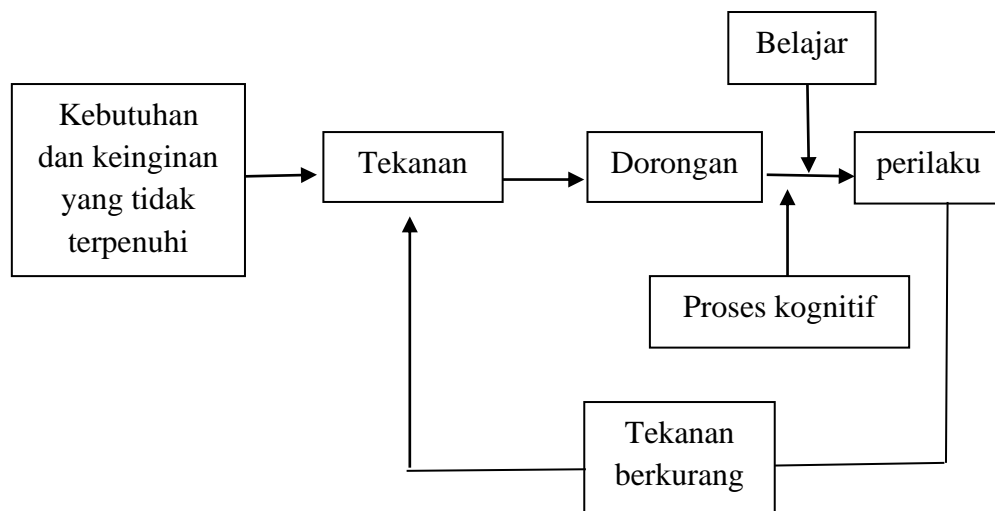 Belajar
Kebutuhan
dan keinginan
yang tidak
terpenuhi
Tekanan
Dorongan
perilaku
Proses kognitif
Tekanan
berkurang